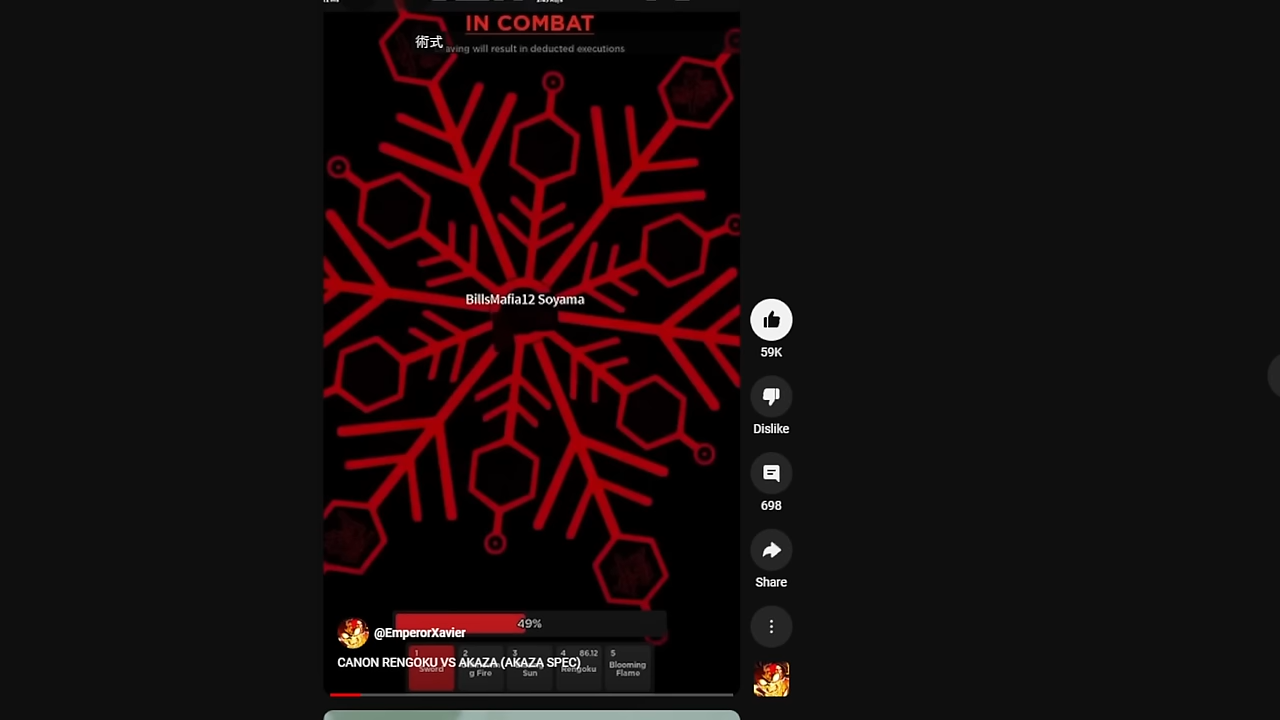 IN COMBAT
術式
aving will result in deducted executions
BillsMafia12 Soyama
59K
Dislike
698
Share
49%
@EmperorXavier
1 2 3 4 86.12 5
CANON RENGOKU VS AKAZA (AKAZA SPEC)
Sword
g Fire
Sun
Rengoku
Blooming
Flame